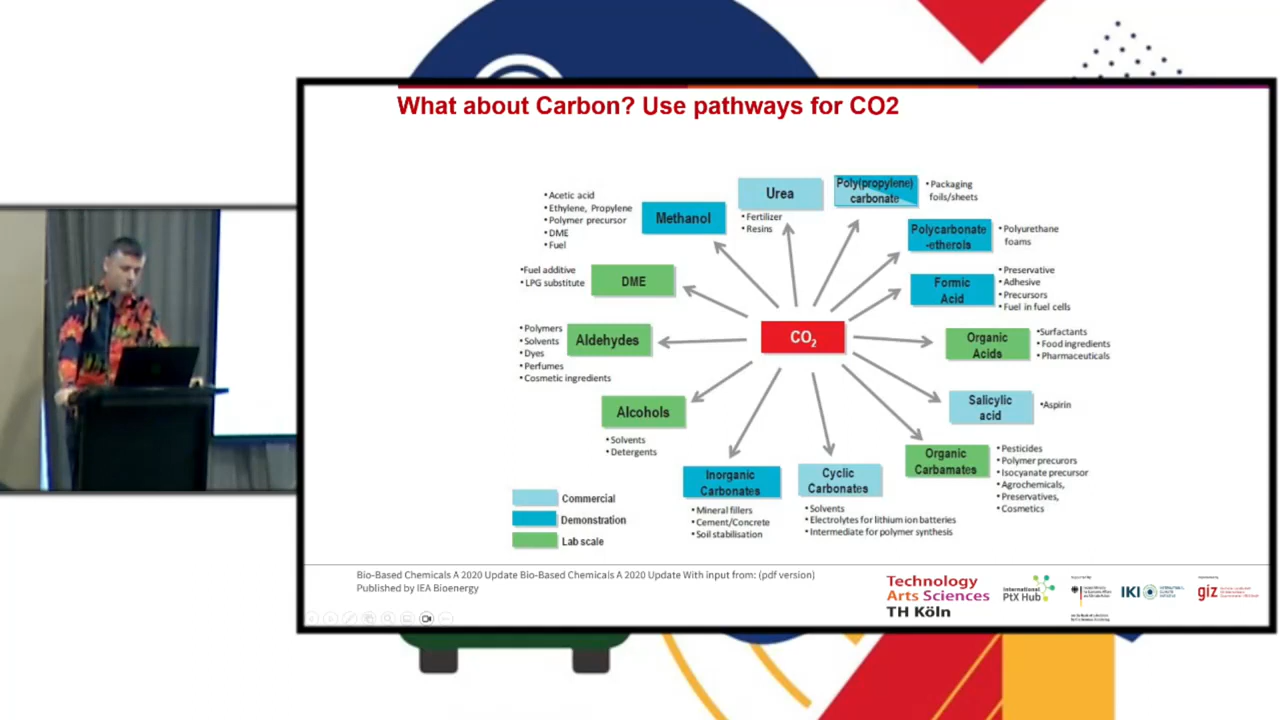 What about Carbon? Use pathways for CO2
• Acetic acid
• Ethylene, Propylene
• Polymer precursor
• DME
• Fuel
Methanol
Urea
• Fertilizer
• Resins
Poly(propylene)
carbonate
• Packaging
foils/sheets
Polycarbonate
-etherols
• Polyurethane
foams
•Fuel additive
• LPG substitute
DME
Formic
Acid
• Preservative
• Adhesive
• Precursors
• Fuel in fuel cells
• Polymers
• Solvents
• Dyes
• Perfumes
• Cosmetic ingredients
Aldehydes
CO2
Organic
Acids
•Surfactants
• Food ingredients
• Pharmaceuticals
Alcohols
• Solvents
• Detergents
Salicylic
acid
•Aspirin
Organic
Carbamates
• Pesticides
• Polymer precurors
• Isocyanate precursor
• Agrochemicals,
• Preservatives,
• Cosmetics
Inorganic
Carbonates
• Mineral fillers
• Cement/Concrete
• Soil stabilisation
Cyclic
Carbonates
• Solvents
• Electrolytes for lithium ion batteries
• Intermediate for polymer synthesis
Commercial
Demonstration
Lab scale
Bio-Based Chemicals A 2020 Update Bio-Based Chemicals A 2020 Update With input from: (pdf version)
Published by IEA Bioenergy
Technology
Arts Sciences
TH Köln
International
PtX Hub
IKI
giz